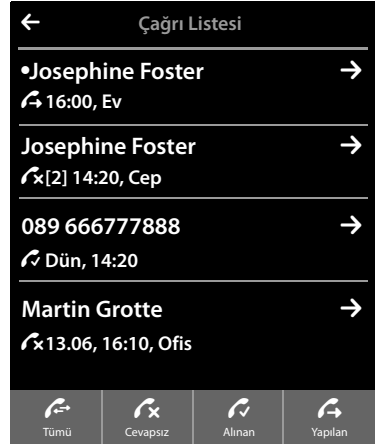 Çağrı Listesi
•Josephine Foster
16:00, Ev
Josephine Foster
[2] 14:20, Cep
089 666777888
Dün, 14:20
Martin Grotte
13.06, 16:10, Ofis
Tümü Cevapsız Alınan Yapılan